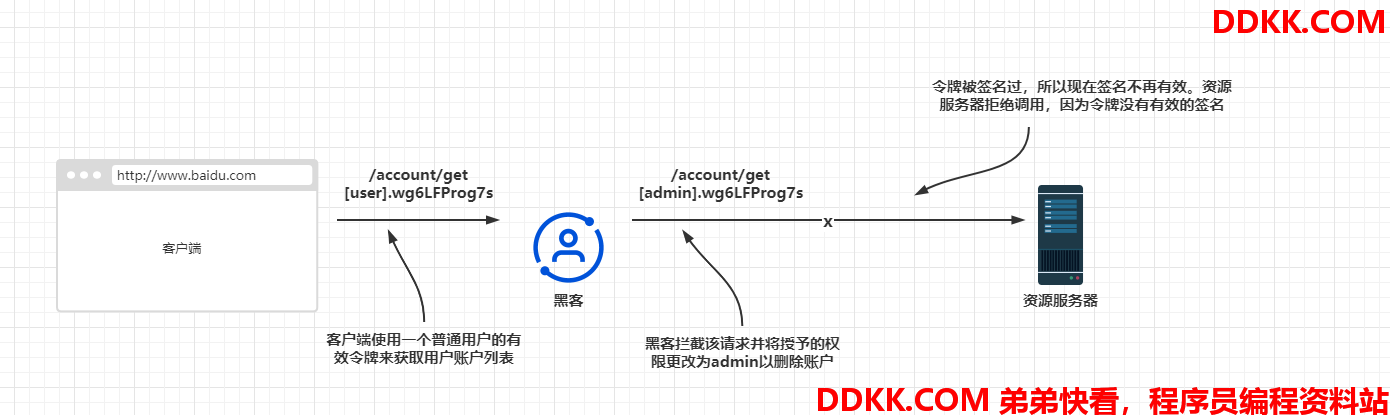 DDKK.COM
令牌被签名过，所以现在签名不再有效。资源
服务器拒绝调用，因为令牌没有有效的签名
http://www.baidu.com
客户端
/account/get
[user].wg6LFProg7s
/account/get
[admin].wg6LFProg7s
x
黑客
资源服务器
客户端使用一个普通用户的有
效令牌来获取用户账户列表
黑客拦截该请求并将授予的权
限更改为admin以删除账户
DDKK.COM 弟弟快看，程序员编程资料站